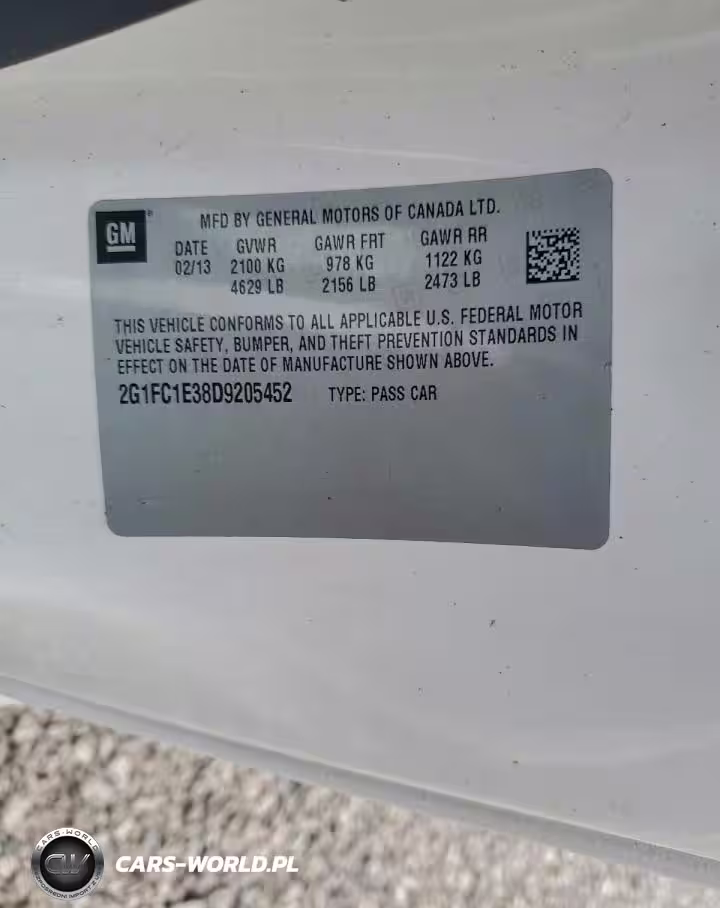 GM
MFD BY GENERAL MOTORS OF CANADA LTD.
DATE GVWR GAWR FRT GAWR RR
02/13 2100 KG 978 KG 1122 KG
4629 LB 2156 LB 2473 LB
THIS VEHICLE CONFORMS TO ALL APPLICABLE U.S. FEDERAL MOTOR
VEHICLE SAFETY, BUMPER, AND THEFT PREVENTION STANDARDS IN
EFFECT ON THE DATE OF MANUFACTURE SHOWN ABOVE.
2G1FC1E38D9205452 TYPE: PASS CAR
CARS-WORLD
CW
CARS-WORLD.PL